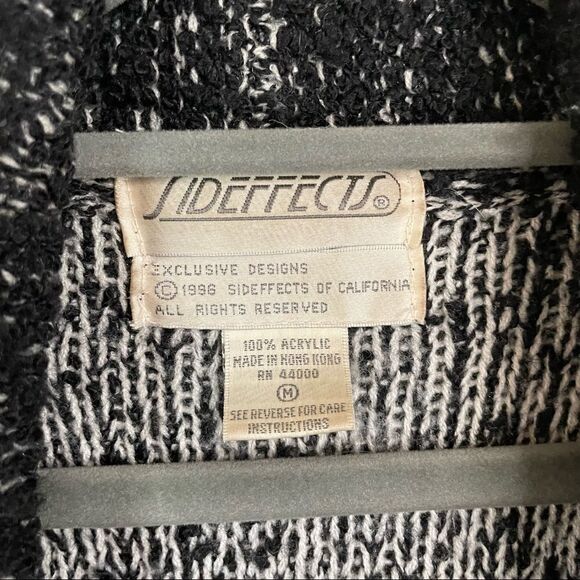 SIDEFFECTS®
EXCLUSIVE DESIGNS
© 1996 SIDEFFECTS OF CALIFORNIA
ALL RIGHTS RESERVED
100% ACRYLIC
MADE IN HONG KONG
RN 44000
M
SEE REVERSE FOR CARE
INSTRUCTIONS